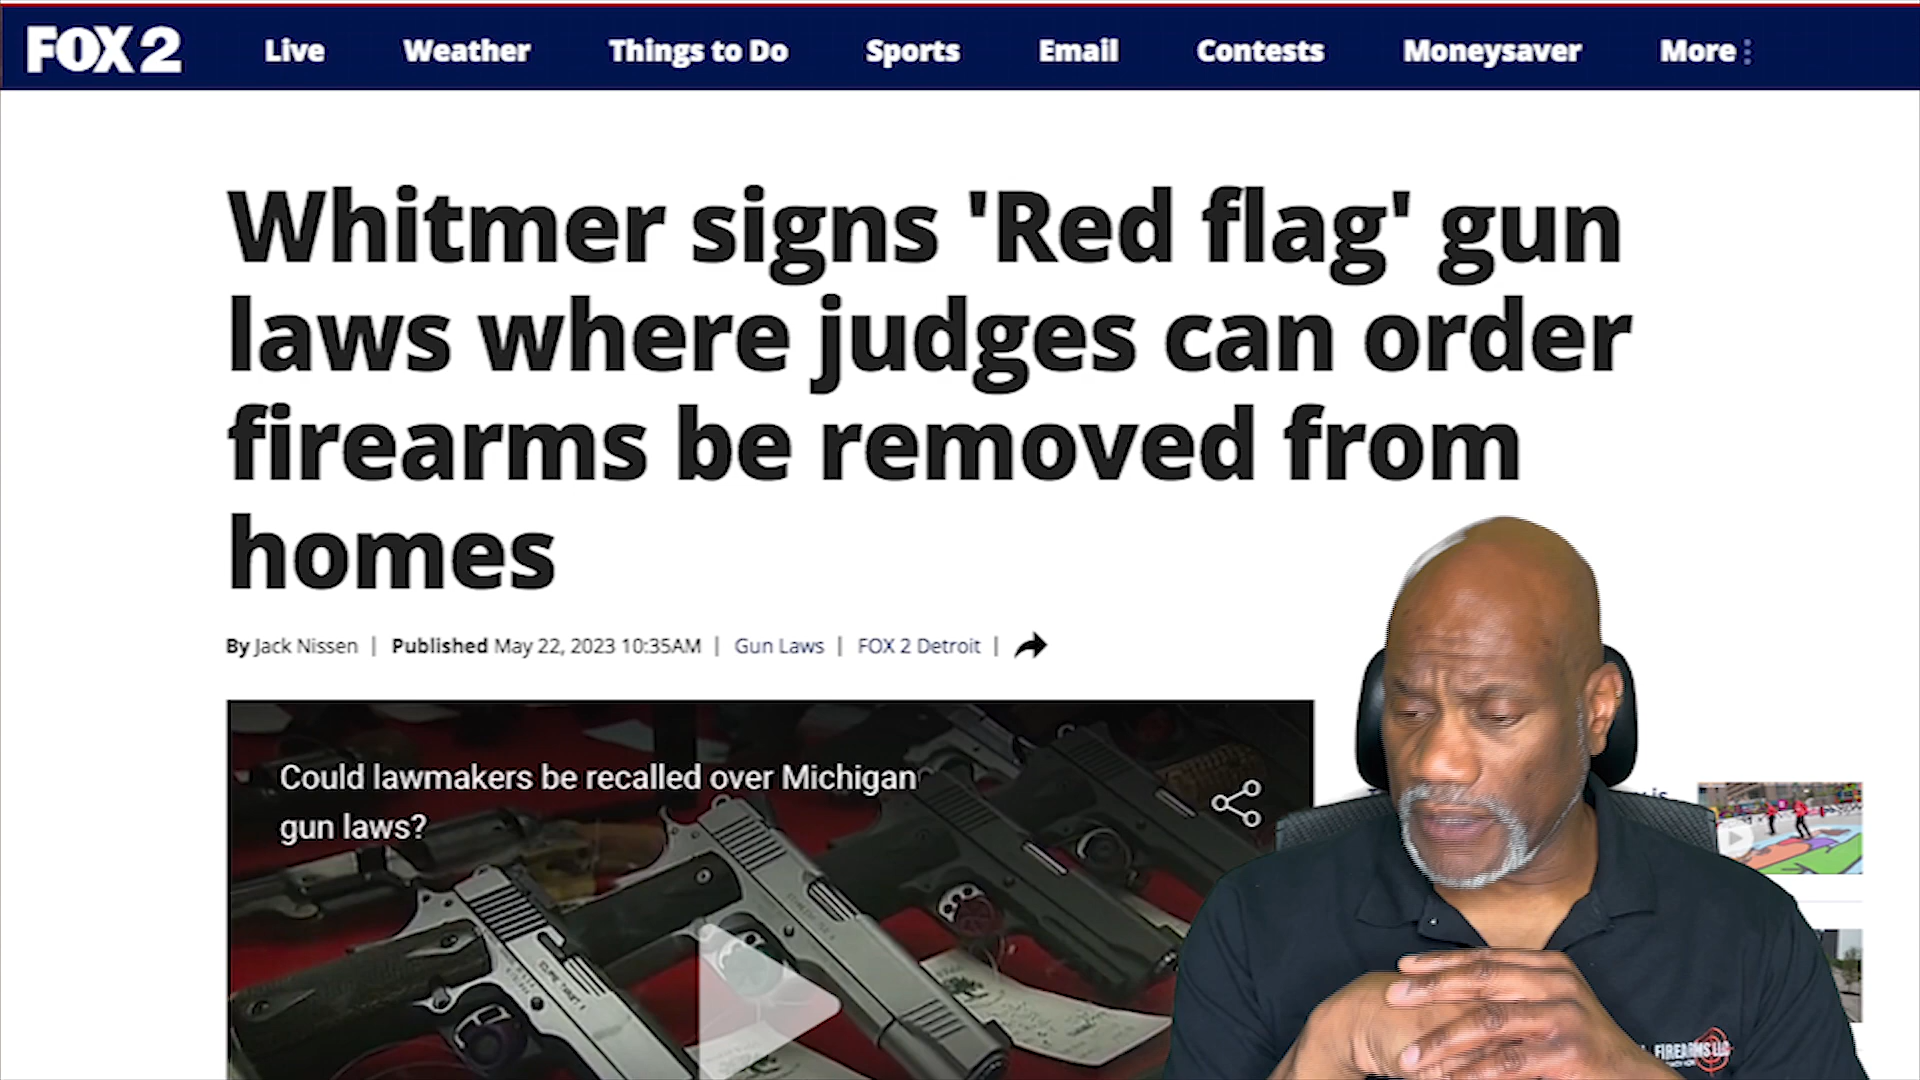 FOX 2 Live Weather Things to Do Sports Email Contests Moneysaver More
Whitmer signs 'Red flag' gun
laws where judges can order
firearms be removed from
homes
By Jack Nissen | Published May 22, 2023 10:35AM | Gun Laws | FOX 2 Detroit |
Could lawmakers be recalled over Michigan
gun laws?
FIREARMS LLC